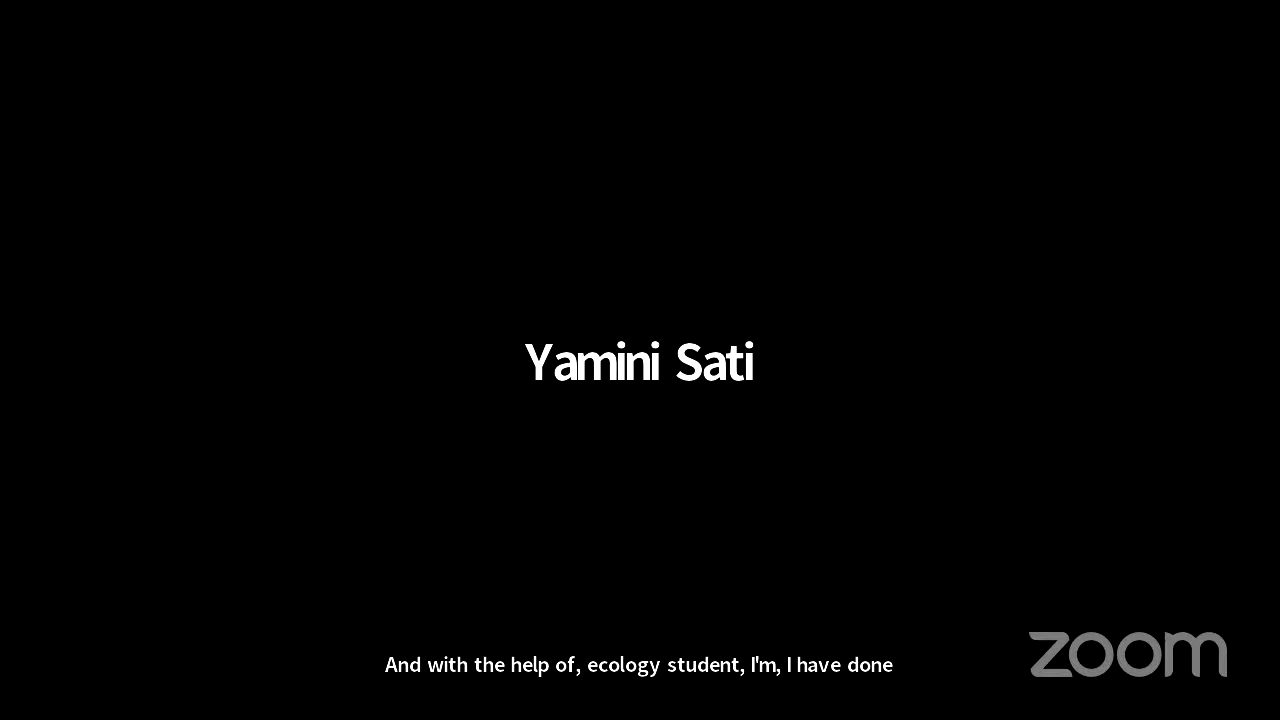 Yamini Sati
And with the help of, ecology student, I'm, I have done
zoom